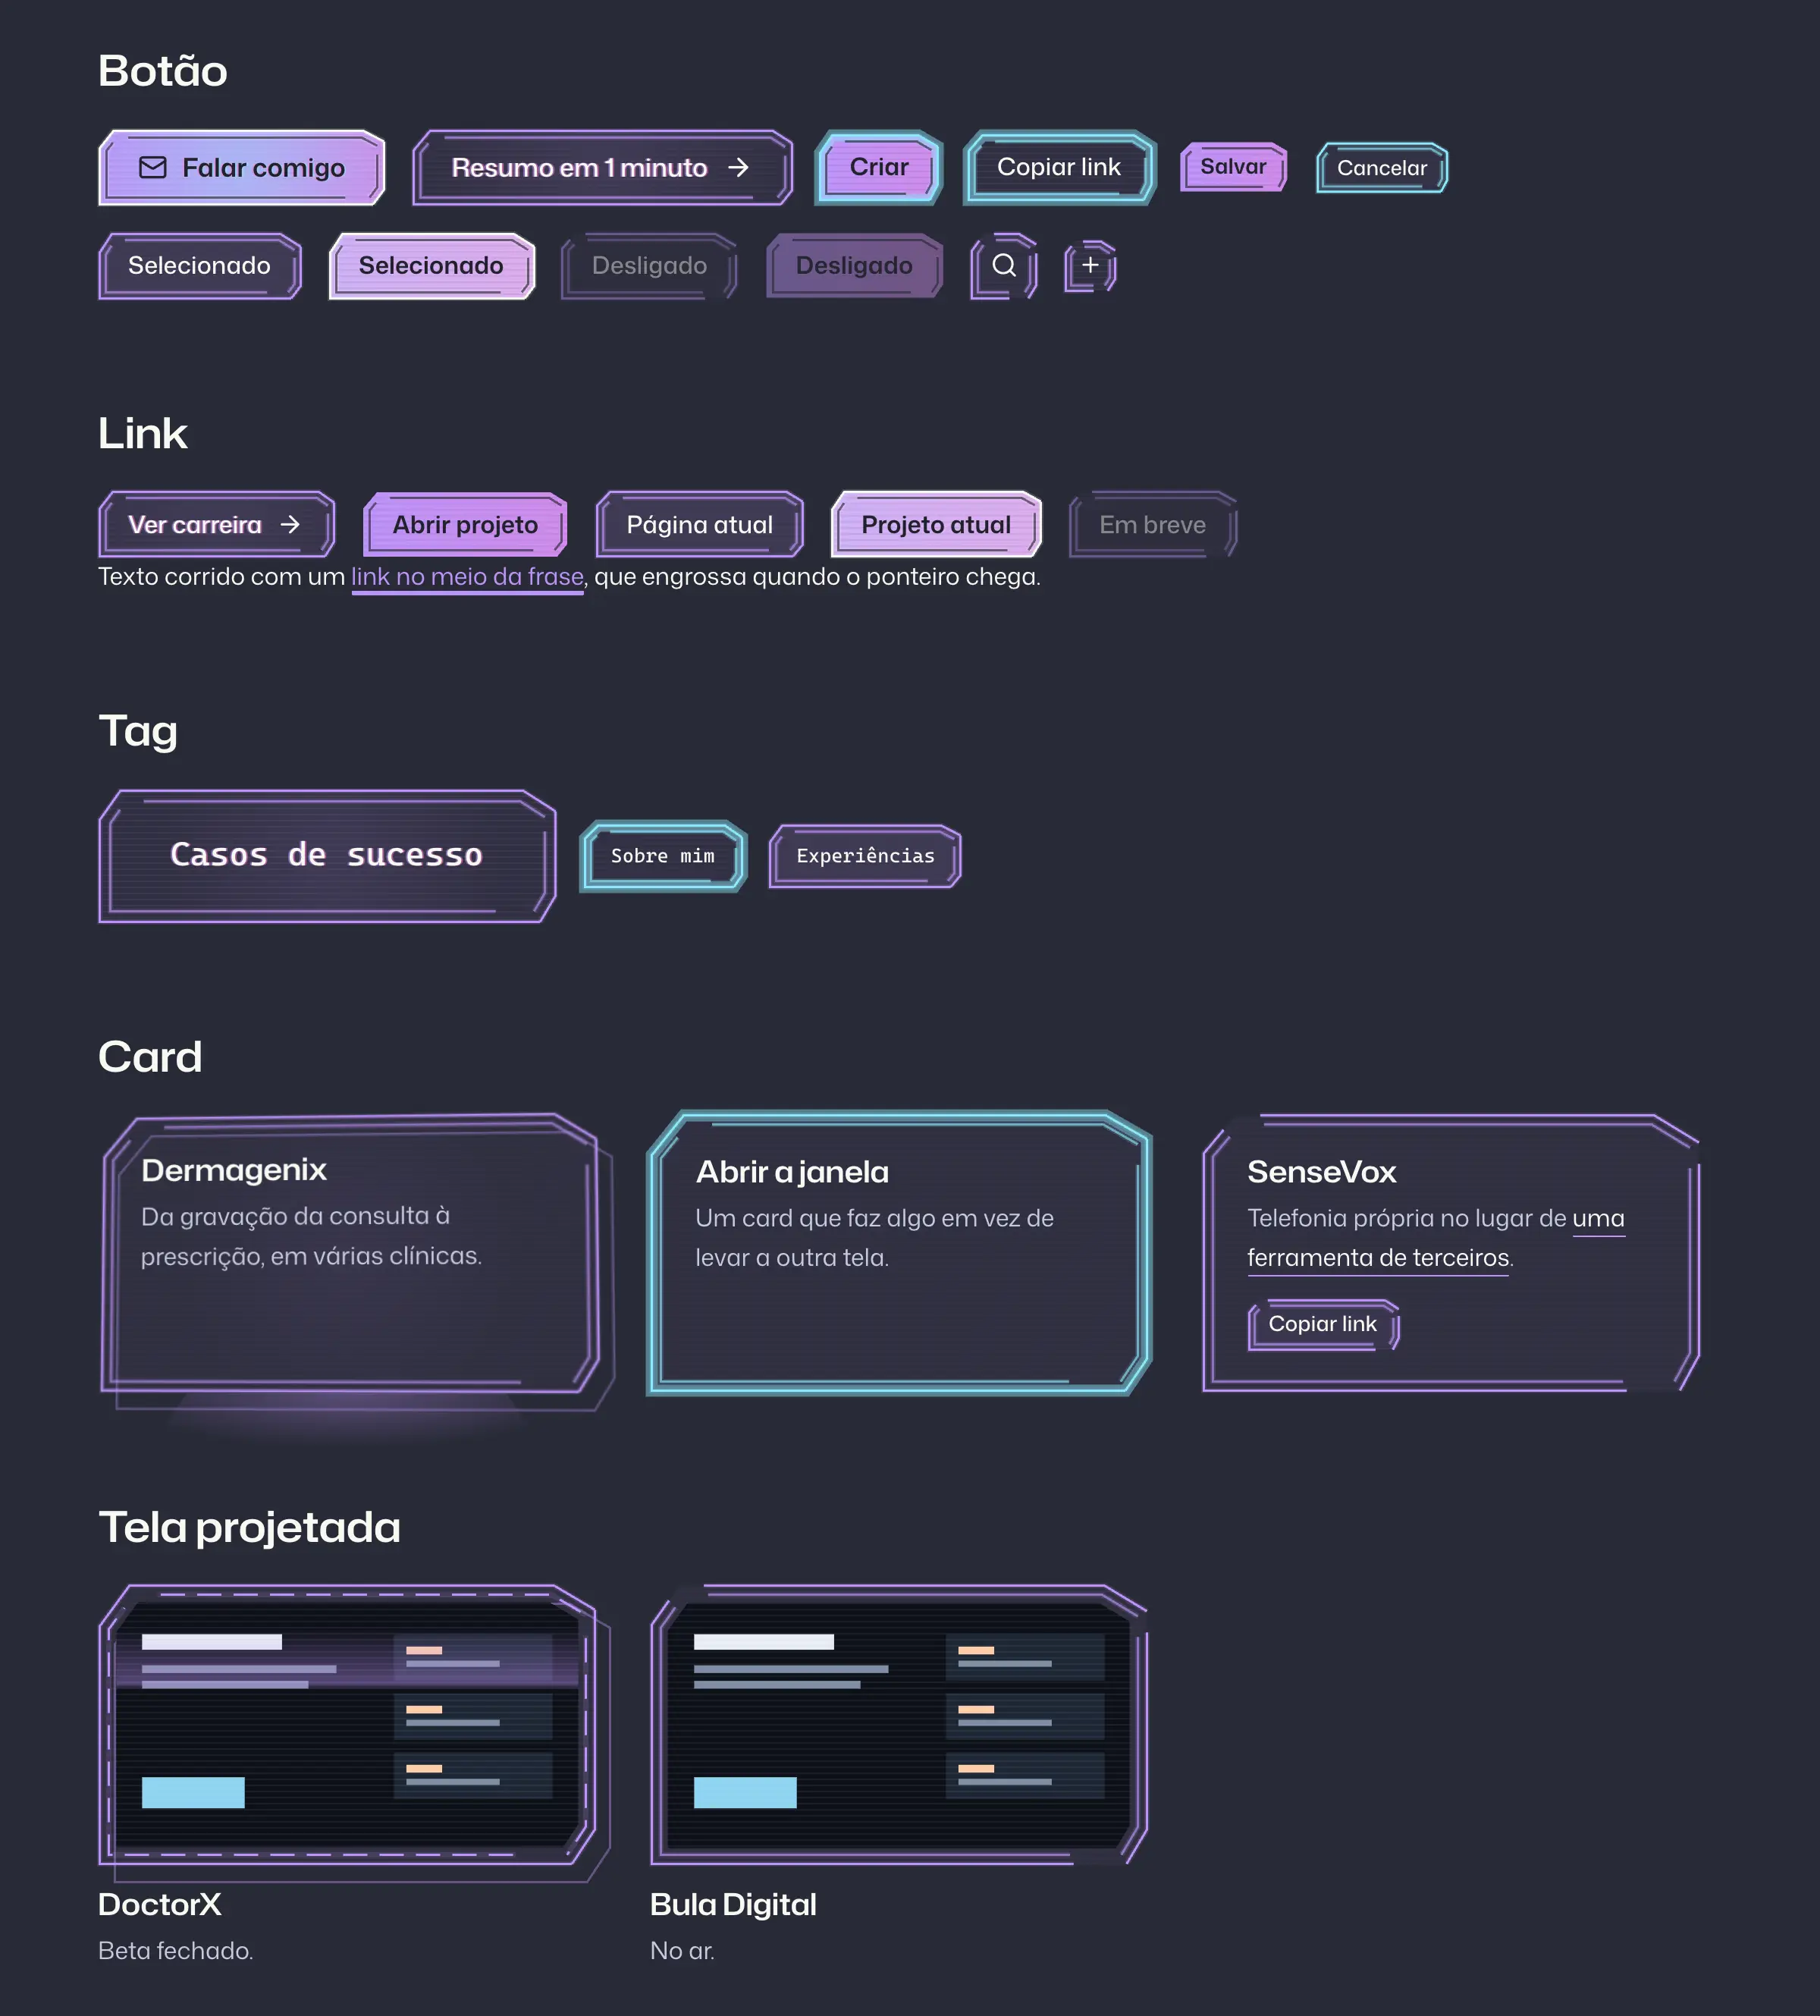 Botão
Falar comigo
Resumo em 1 minuto
Criar
Copiar link
Salvar
Cancelar
Selecionado
Selecionado
Desligado
Desligado
Link
Ver carreira
Abrir projeto
Página atual
Projeto atual
Em breve
Texto corrido com um link no meio da frase, que engrossa quando o ponteiro chega.
Tag
Casos de sucesso
Sobre mim
Experiências
Card
Dermagenix
Da gravação da consulta à
prescrição, em várias clínicas.
Abrir a janela
Um card que faz algo em vez de
levar a outra tela.
SenseVox
Telefonia própria no lugar de uma
ferramenta de terceiros.
Copiar link
Tela projetada
DoctorX
Beta fechado.
Bula Digital
No ar.